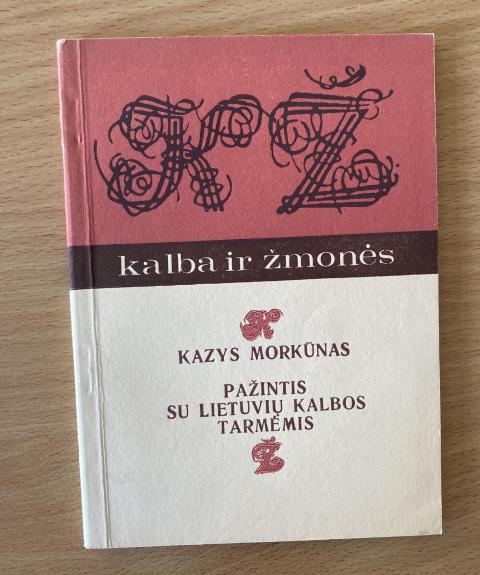 K Ž
kalba ir žmonės
K
KAZYS MORKŪNAS
PAŽINTIS
SU LIETUVIŲ KALBOS
TARMĖMIS
Ž